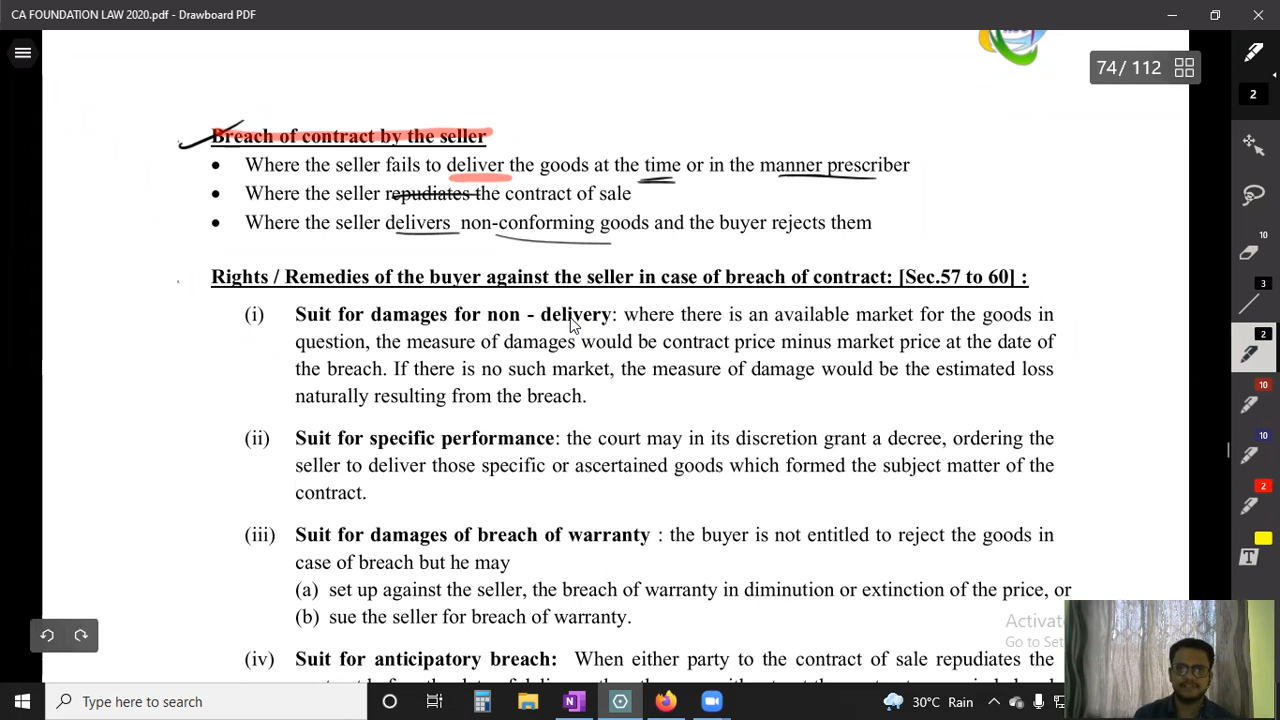 CA FOUNDATION LAW 2020.pdf - Drawboard PDF
74 / 112
2
Breach of contract by the seller
• Where the seller fails to deliver the goods at the time or in the manner prescriber
• Where the seller repudiates the contract of sale
• Where the seller delivers non-conforming goods and the buyer rejects them
Rights / Remedies of the buyer against the seller in case of breach of contract: [Sec.57 to 60] :
(i) Suit for damages for non - delivery: where there is an available market for the goods in
question, the measure of damages would be contract price minus market price at the date of
the breach. If there is no such market, the measure of damage would be the estimated loss
naturally resulting from the breach.
(ii) Suit for specific performance: the court may in its discretion grant a decree, ordering the
seller to deliver those specific or ascertained goods which formed the subject matter of the
contract.
(iii) Suit for damages of breach of warranty : the buyer is not entitled to reject the goods in
case of breach but he may
(a) set up against the seller, the breach of warranty in diminution or extinction of the price, or
(b) sue the seller for breach of warranty.
(iv) Suit for anticipatory breach: When either party to the contract of sale repudiates the
10
3
2
10
10
2
T
Activate
Go to Set
Type here to search
30°C Rain